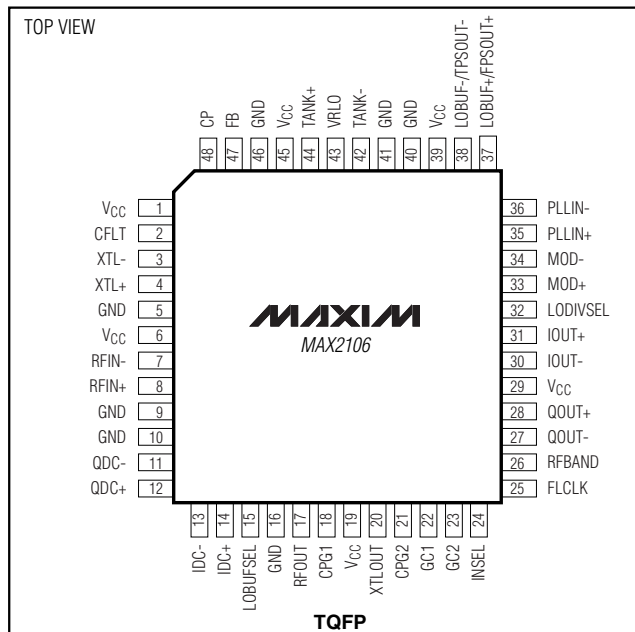 TOP VIEW
CP
FB
GND
VCC
TANK+
VRLO
TANK-
GND
GND
VCC
LOBUF-/TPSOUT-
LOBUF+/FPSOUT+
48 47 46 45 44 43 42 41 40 39 38 37
VCC 1
CFLT 2
XTL- 3
XTL+ 4
GND 5
VCC 6
RFIN- 7
RFIN+ 8
GND 9
GND 10
QDC- 11
QDC+ 12
MAXIM
MAX2106
36 PLLIN-
35 PLLIN+
34 MOD-
33 MOD+
32 LODIVSEL
31 IOUT+
30 IOUT-
29 VCC
28 QOUT+
27 QOUT-
26 RFBAND
25 FLCLK
13 14 15 16 17 18 19 20 21 22 23 24
IDC-
IDC+
LOBUFSEL
GND
RFOUT
CPG1
VCC
XTLOUT
CPG2
GC1
GC2
INSEL
TQFP